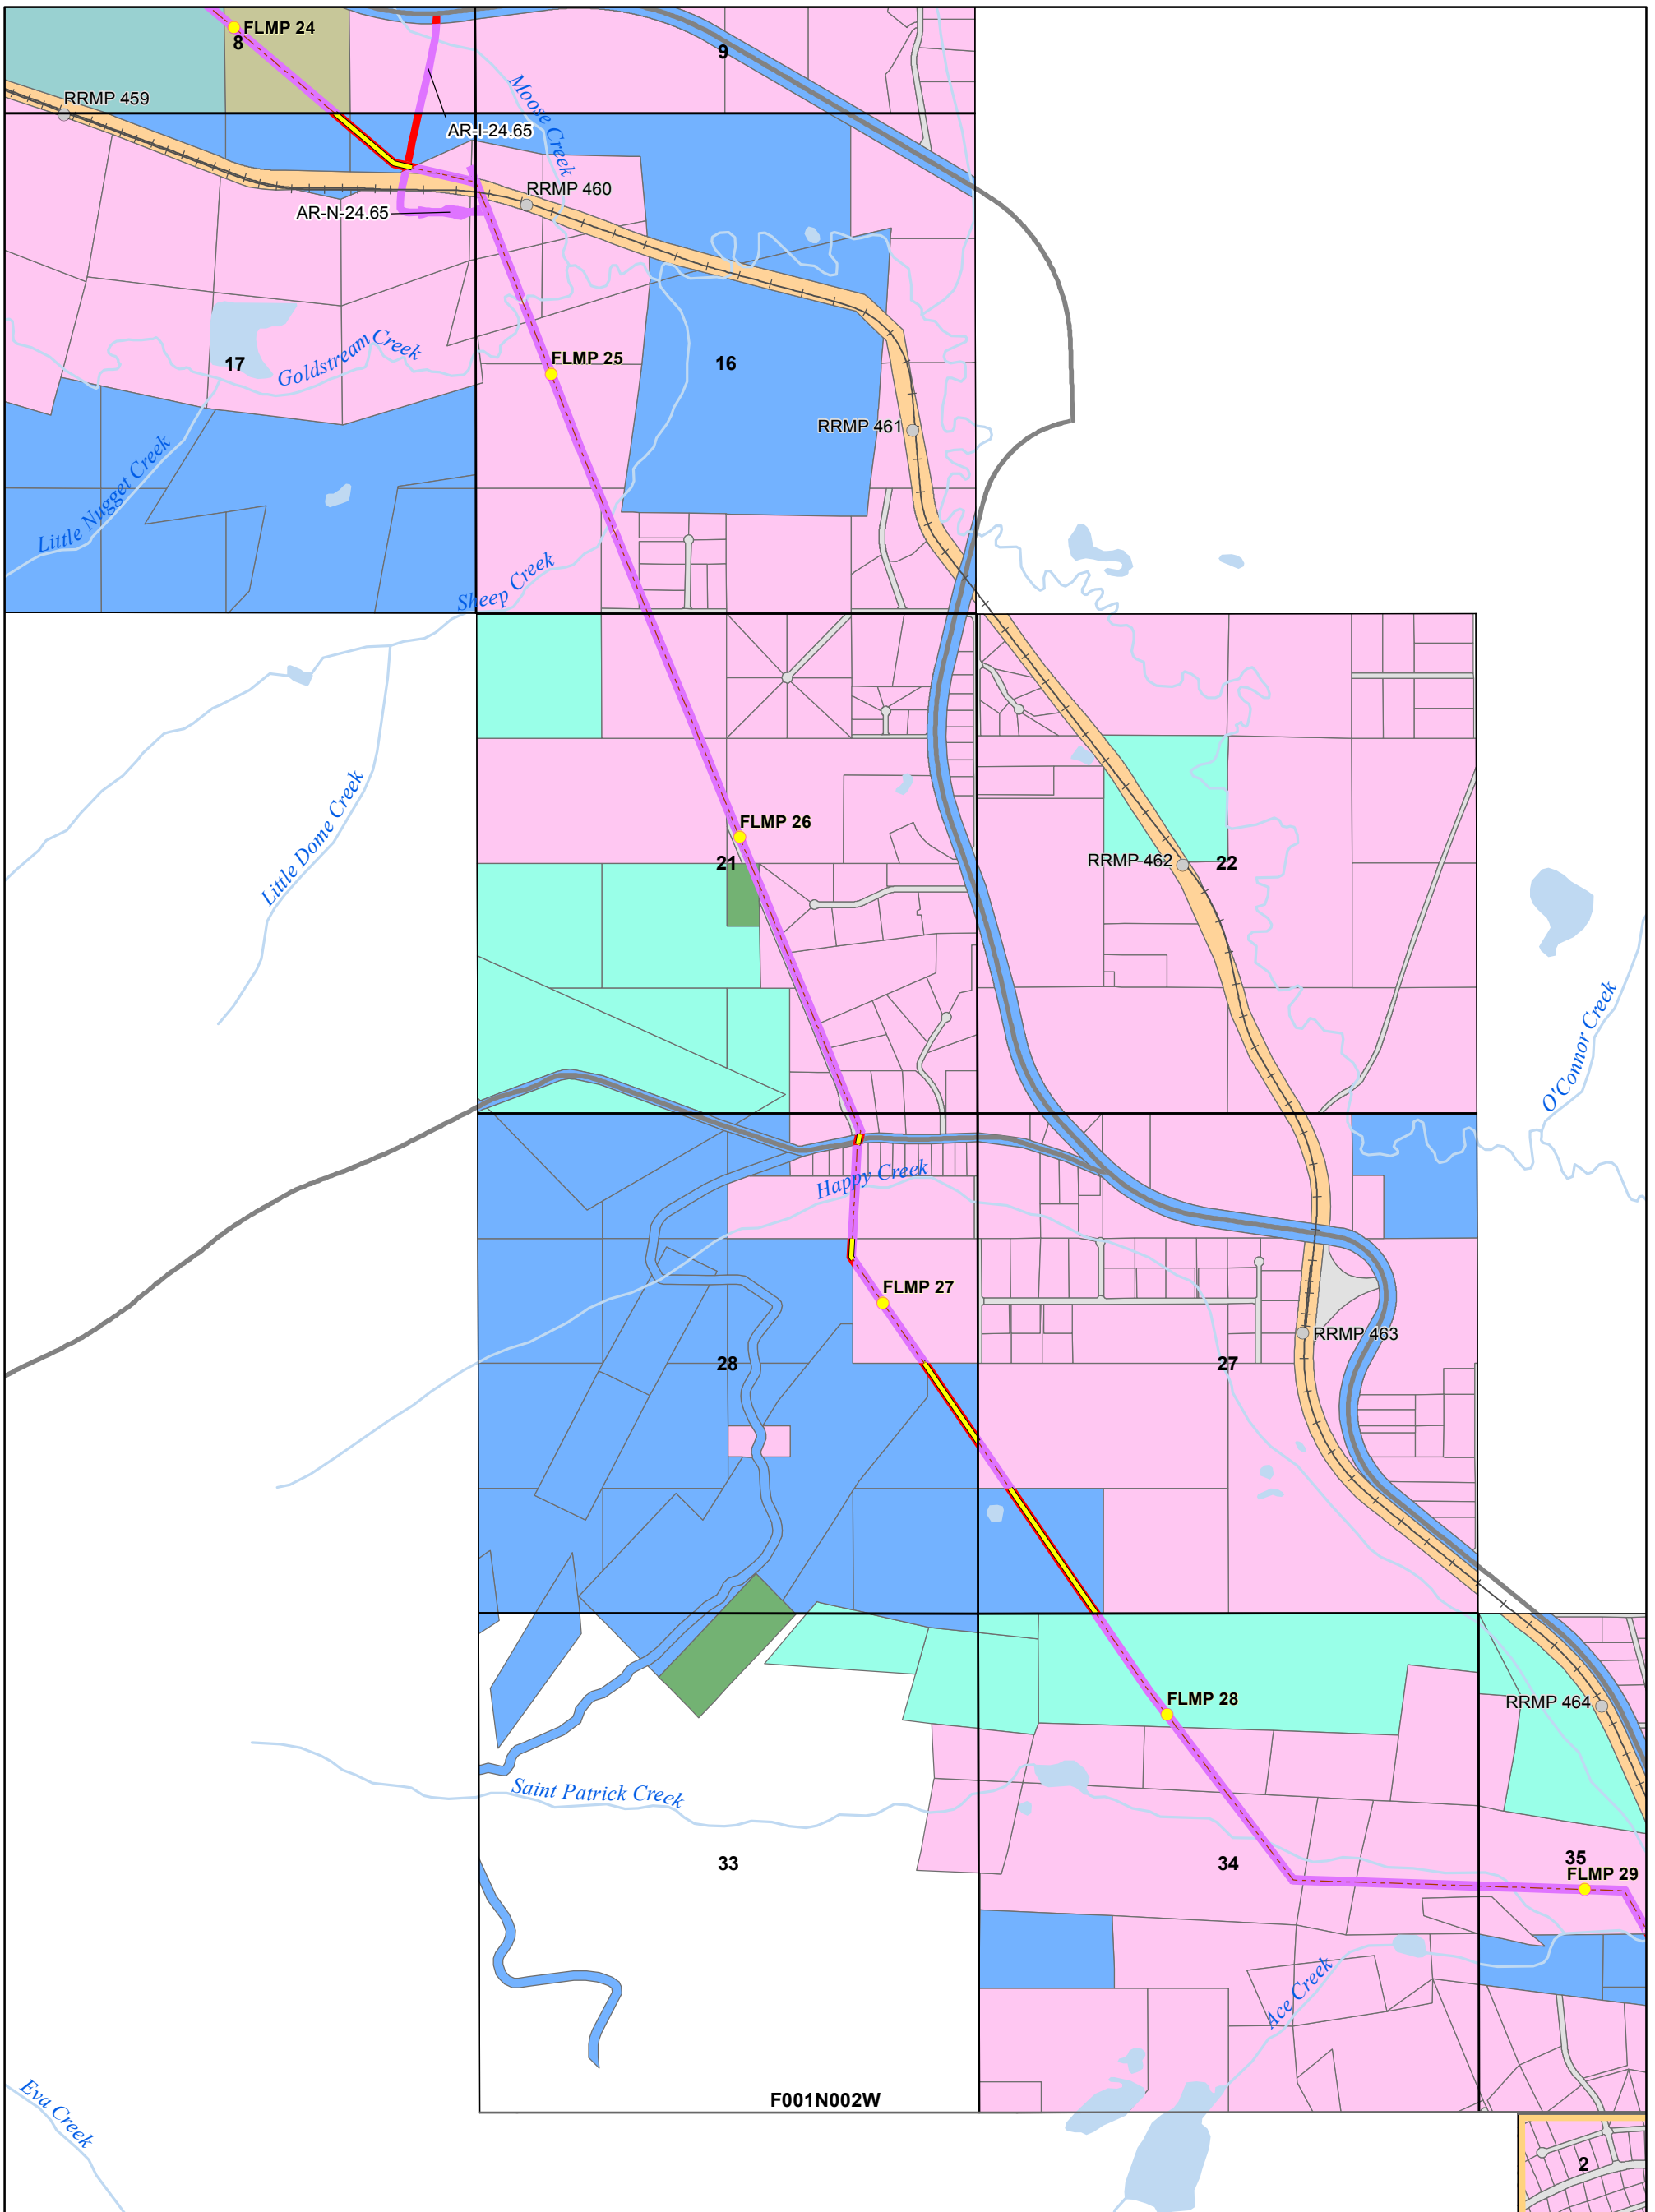 FLMP 24
8
9
RRMP 459
Moose Creek
AR-I-24.65
RRMP 460
AR-N-24.65
Goldstream Creek
17
FLMP 25
16
RRMP 461
Little Nugget Creek
Sheep Creek
Little Dome Creek
FLMP 26
21
RRMP 462
22
O'Connor Creek
Happy Creek
FLMP 27
RRMP 463
28
27
FLMP 28
RRMP 464
Saint Patrick Creek
33
34
35
FLMP 29
Ace Creek
Eva Creek
F001N002W
2